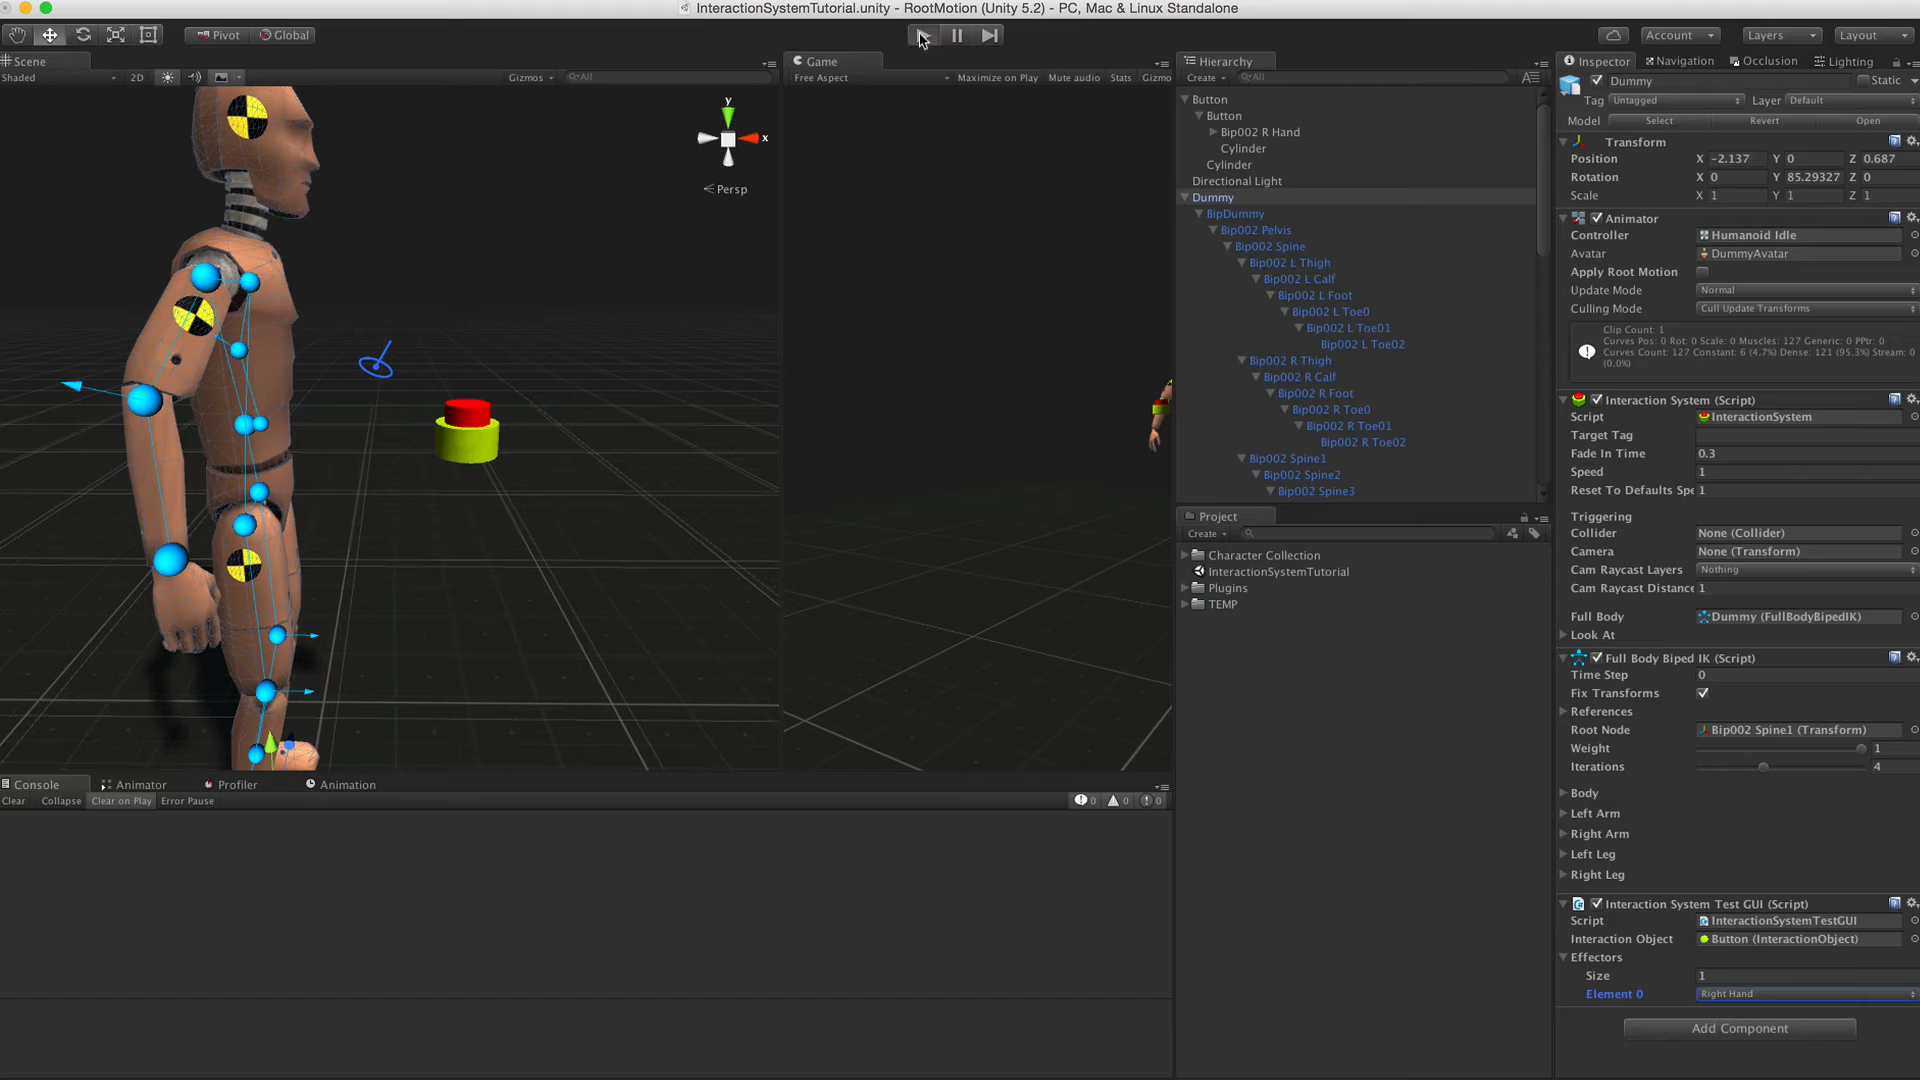 InteractionSystemTutorial.unity - RootMotion (Unity 5.2) - PC, Mac & Linux Standalone
Pivot
Global
Account
Layers
Layout
Scene
Shaded
2D
Gizmos
All
y
x
Persp
Game
Free Aspect
Maximize on Play
Mute audio
Stats
Gizmo
Hierarchy
Create
All
Button
Button
Bip002 R Hand
Cylinder
Cylinder
Directional Light
Dummy
BipDummy
Bip002 Pelvis
Bip002 Spine
Bip002 L Thigh
Bip002 L Calf
Bip002 L Foot
Bip002 L Toe0
Bip002 L Toe01
Bip002 L Toe02
Bip002 R Thigh
Bip002 R Calf
Bip002 R Foot
Bip002 R Toe0
Bip002 R Toe01
Bip002 R Toe02
Bip002 Spine1
Bip002 Spine2
Bip002 Spine3
Project
Create
Character Collection
InteractionSystemTutorial
Plugins
TEMP
Console
Animator
Profiler
Animation
Clear
Collapse
Clear on Play
Error Pause
0
0
0
Inspector
Navigation
Occlusion
Lighting
Dummy
Static
Tag Untagged
Layer Default
Model Select Revert Open
Transform
Position X -2.137 Y 0 Z 0.687
Rotation X 0 Y 85.29327 Z 0
Scale X 1 Y 1 Z 1
Animator
Controller Humanoid Idle
Avatar DummyAvatar
Apply Root Motion
Update Mode Normal
Culling Mode Cull Update Transforms
Clip Count: 1
Curves Pos: 0 Rot: 0 Scale: 0 Muscles: 127 Generic: 0 PPtr: 0
Curves Count: 127 Constant: 6 (4.7%) Dense: 121 (95.3%) Stream: 0
(0.0%)
Interaction System (Script)
Script InteractionSystem
Target Tag
Fade In Time 0.3
Speed 1
Reset To Defaults Spe 1
Triggering
Collider None (Collider)
Camera None (Transform)
Cam Raycast Layers Nothing
Cam Raycast Distance 1
Full Body Dummy (FullBodyBipedIK)
Look At
Full Body Biped IK (Script)
Time Step 0
Fix Transforms
References
Root Node Bip002 Spine1 (Transform)
Weight 1
Iterations 4
Body
Left Arm
Right Arm
Left Leg
Right Leg
Interaction System Test GUI (Script)
Script InteractionSystemTestGUI
Interaction Object Button (InteractionObject)
Effectors
Size 1
Element 0 Right Hand
Add Component